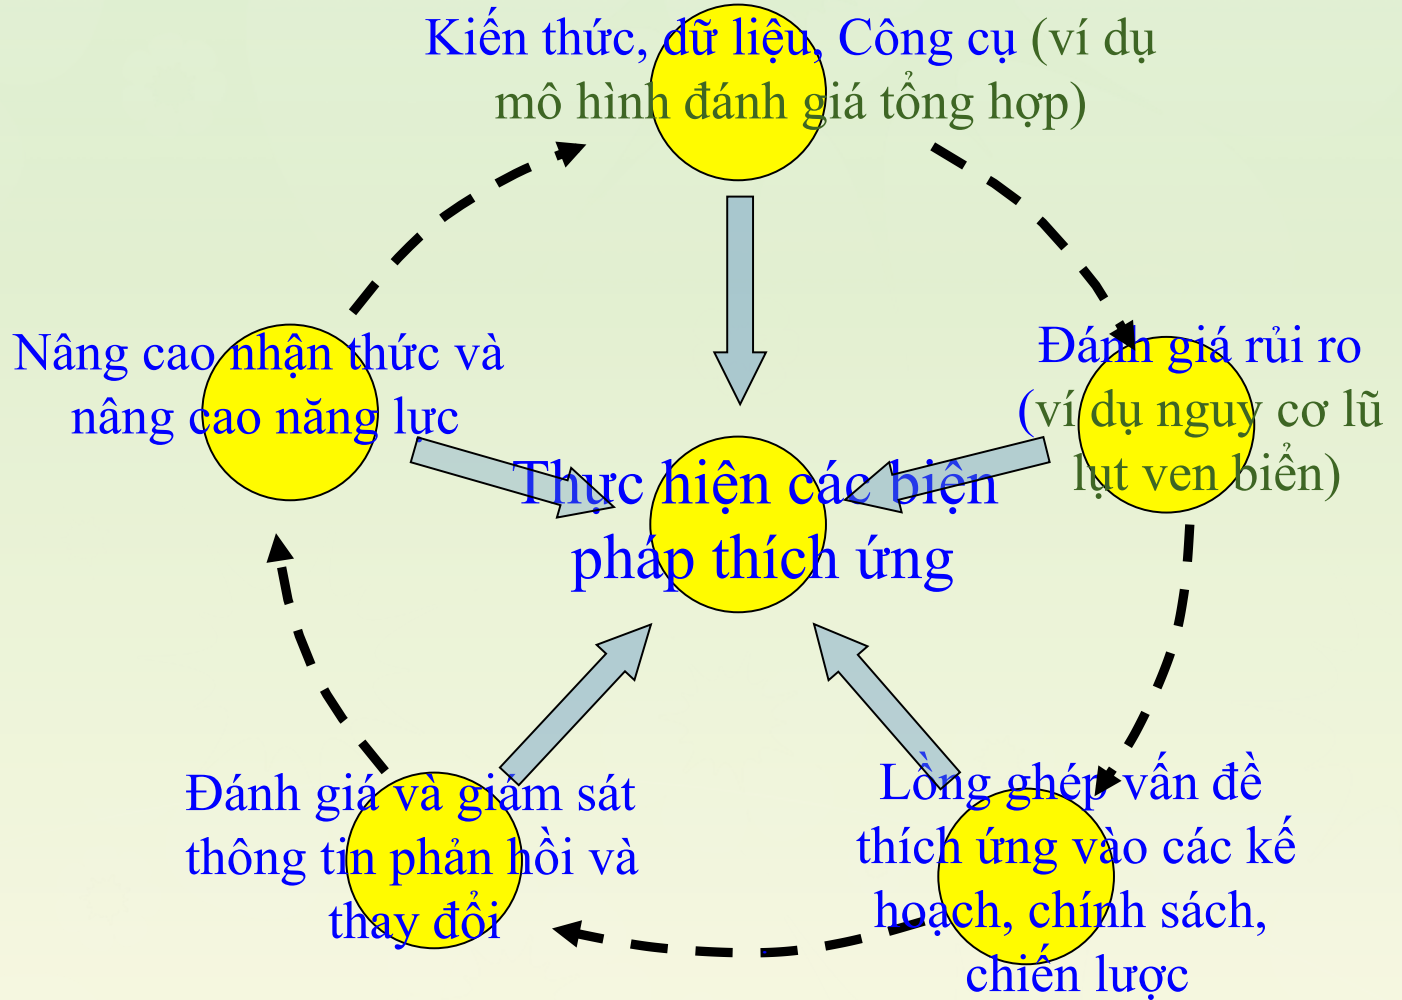 Kiến thức, dữ liệu, Công cụ (ví dụ
mô hình đánh giá tổng hợp)
Nâng cao nhận thức và
nâng cao năng lực
Đánh giá rủi ro
(ví dụ nguy cơ lũ
lụt ven biển)
Thực hiện các biện
pháp thích ứng
Đánh giá và giám sát
thông tin phản hồi và
thay đổi
Lồng ghép vấn đề
thích ứng vào các kế
hoạch, chính sách,
chiến lược